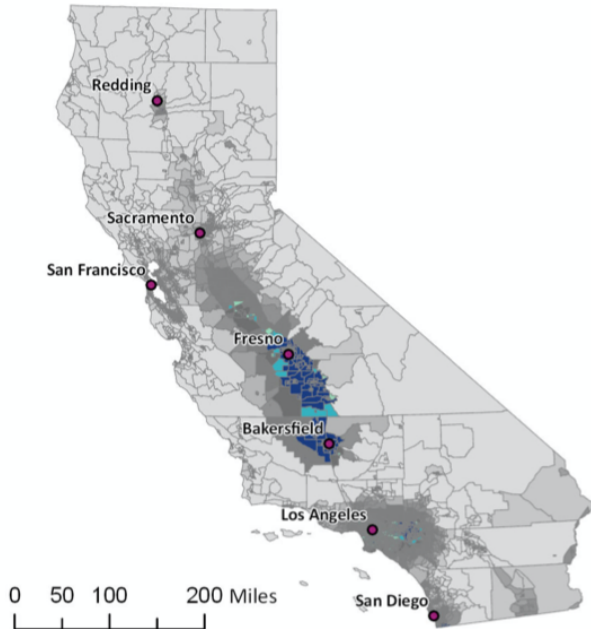 Redding
Sacramento
San Francisco
Fresno
Bakersfield
Los Angeles
San Diego
0 50 100 200 Miles